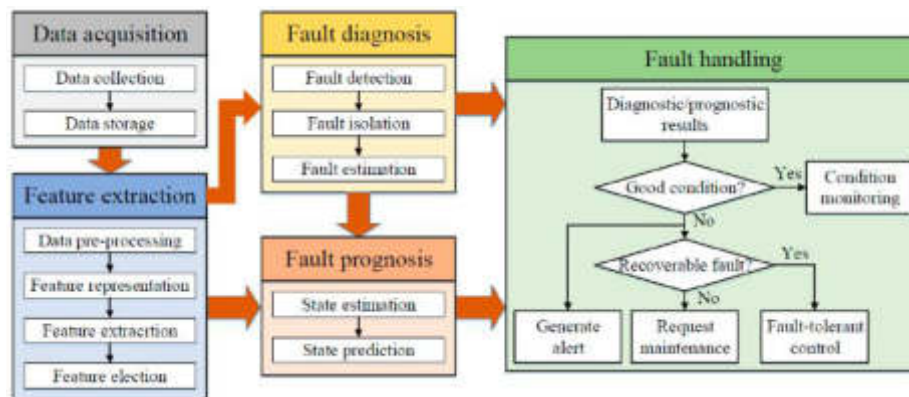 Data acquisition
Data collection
Data storage
Feature extraction
Data pre-processing
Feature representation
Feature exracrtion
Feature election
Fault diagnosis
Fault detection
Fault isolation
Fault estimation
Fault prognosis
State estimation
State prediction
Fault handling
Diagnostic/prognostic
results
Good condition?
Yes
Condition
monitoring
No
Recoverable fault?
Yes
No
Generate
alert
Request
maintenance
Fault-tolerant
control